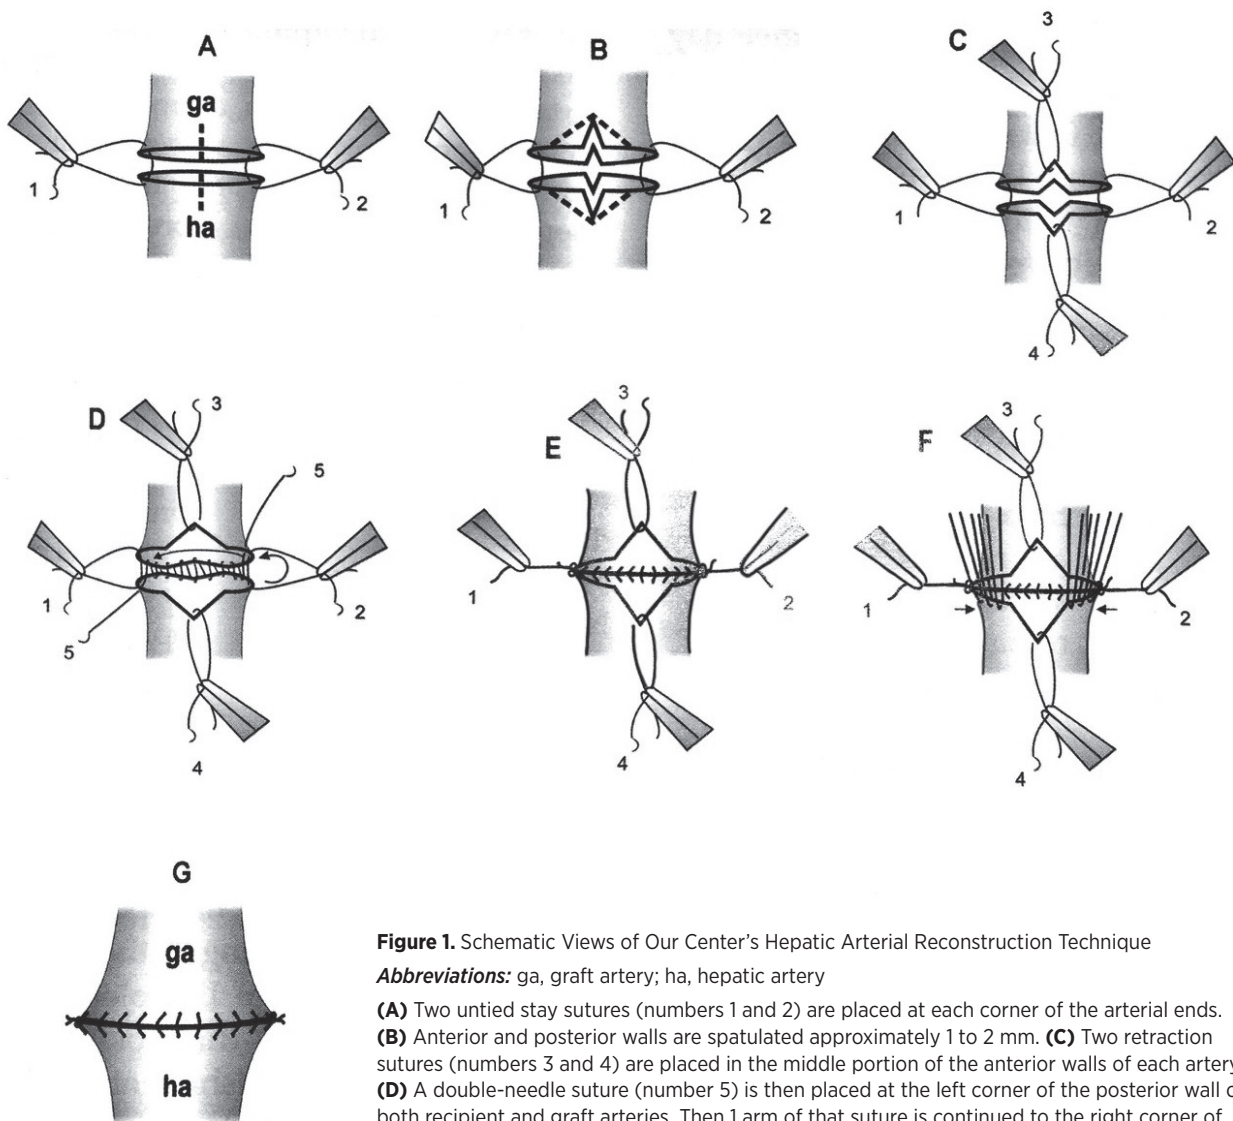 A
B
C
3
ga
1
2
ha
1
2
1
2
4
D
3
5
1
2
5
4
E
3
1
2
4
F
3
1
2
4
G
ga
ha
Figure 1. Schematic Views of Our Center's Hepatic Arterial Reconstruction Technique
Abbreviations: ga, graft artery; ha, hepatic artery
(A) Two untied stay sutures (numbers 1 and 2) are placed at each corner of the arterial ends.
(B) Anterior and posterior walls are spatulated approximately 1 to 2 mm. (C) Two retraction
sutures (numbers 3 and 4) are placed in the middle portion of the anterior walls of each artery
(D) A double-needle suture (number 5) is then placed at the left corner of the posterior wall
both recipient and graft arteries. Then 1 arm of that suture is continued to the right corner of